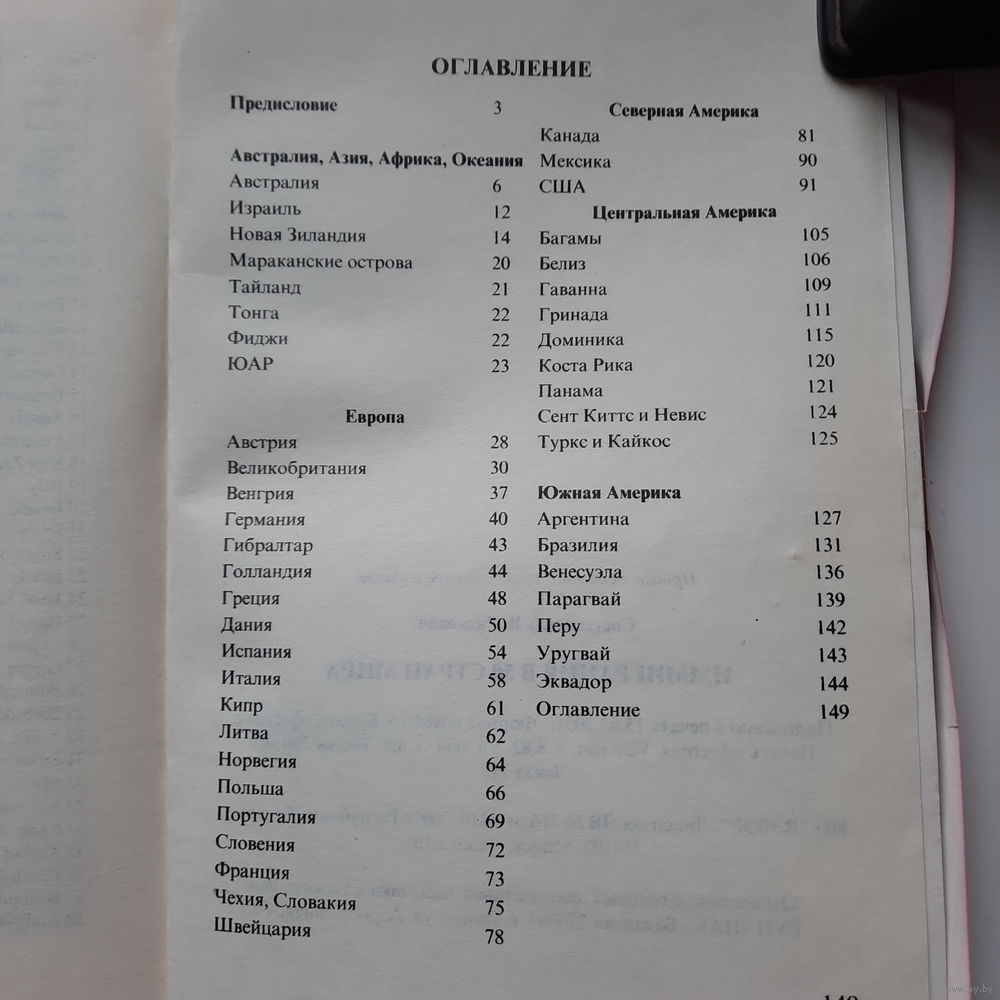 ОГЛАВЛЕНИЕ
Предисловие 3
Австралия, Азия, Африка, Океания
Австралия 6
Израиль 12
Новая Зиландия 14
Мараканские острова 20
Тайланд 21
Тонга 22
Фиджи 22
ЮАР 23
Европа
Австрия 28
Великобритания 30
Венгрия 37
Германия 40
Гибралтар 43
Голландия 44
Греция 48
Дания 50
Испания 54
Италия 58
Кипр 61
Литва 62
Норвегия 64
Польша 66
Португалия 69
Словения 72
Франция 73
Чехия, Словакия 75
Швейцария 78
Северная Америка
Канада 81
Мексика 90
США 91
Центральная Америка
Багамы 105
Белиз 106
Гаванна 109
Гринада 111
Доминика 115
Коста Рика 120
Панама 121
Сент Киттс и Невис 124
Туркс и Кайкос 125
Южная Америка
Аргентина 127
Бразилия 131
Венесуэла 136
Парагвай 139
Перу 142
Уругвай 143
Эквадор 144
Оглавление 149